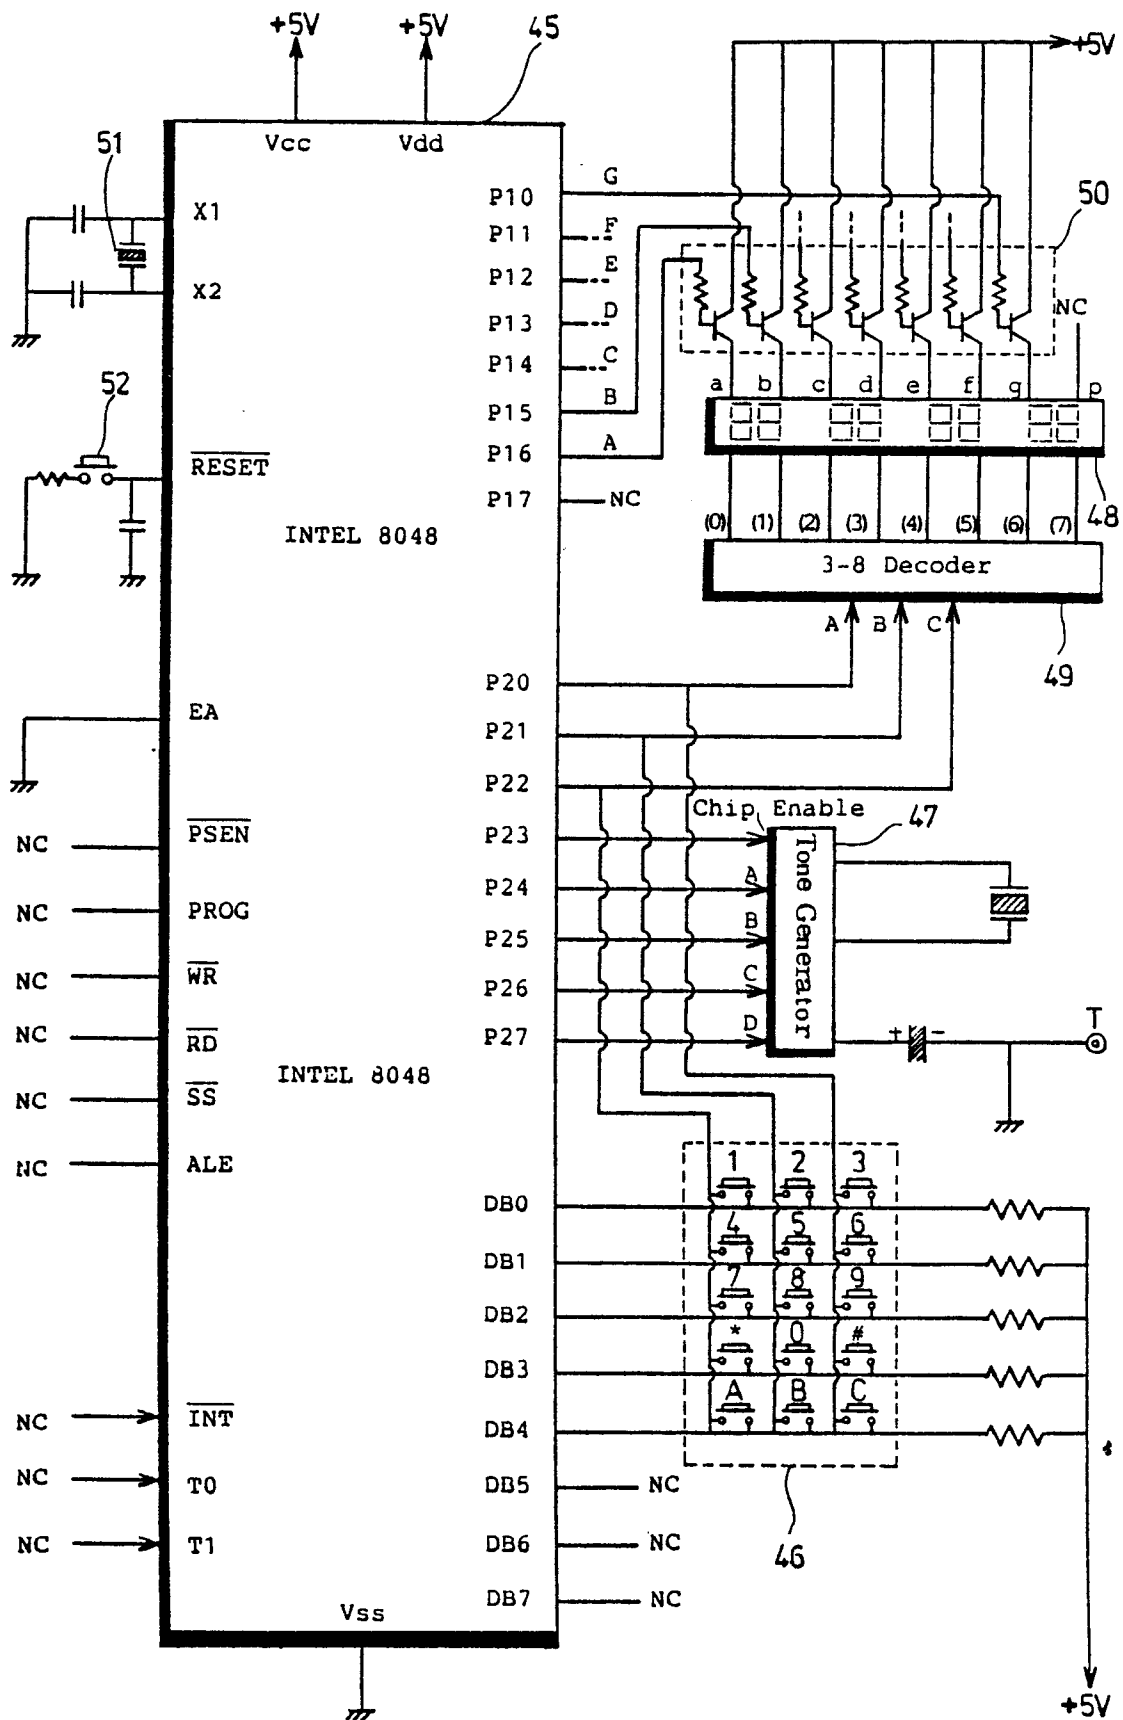 +5V +5V 45 +5V
51 Vcc Vdd
G 50
X1 P10
P11 F
P12 E
X2 P13 D
P14 C NC
52 P15 B a b c d e f g p
P16 A
RESET
P17 NC 48
INTEL 8048 (0) (1) (2) (3) (4) (5) (6) (7)
3-8 Decoder
A B C 49
P20
EA P21
P22
Chip Enable 47
NC PSEN P23
P24 A
NC PROG P25 B
NC WR P26 C
NC RD P27 D
Tone Generator
+ - T
INTEL 8048
NC SS
NC ALE
1 2 3
DB0
4 5 6
DB1
7 8 9
DB2
* 0 #
DB3
A B C
NC INT DB4
NC T0 DB5 NC
NC T1 DB6 NC
46
DB7 NC
Vss
+5V